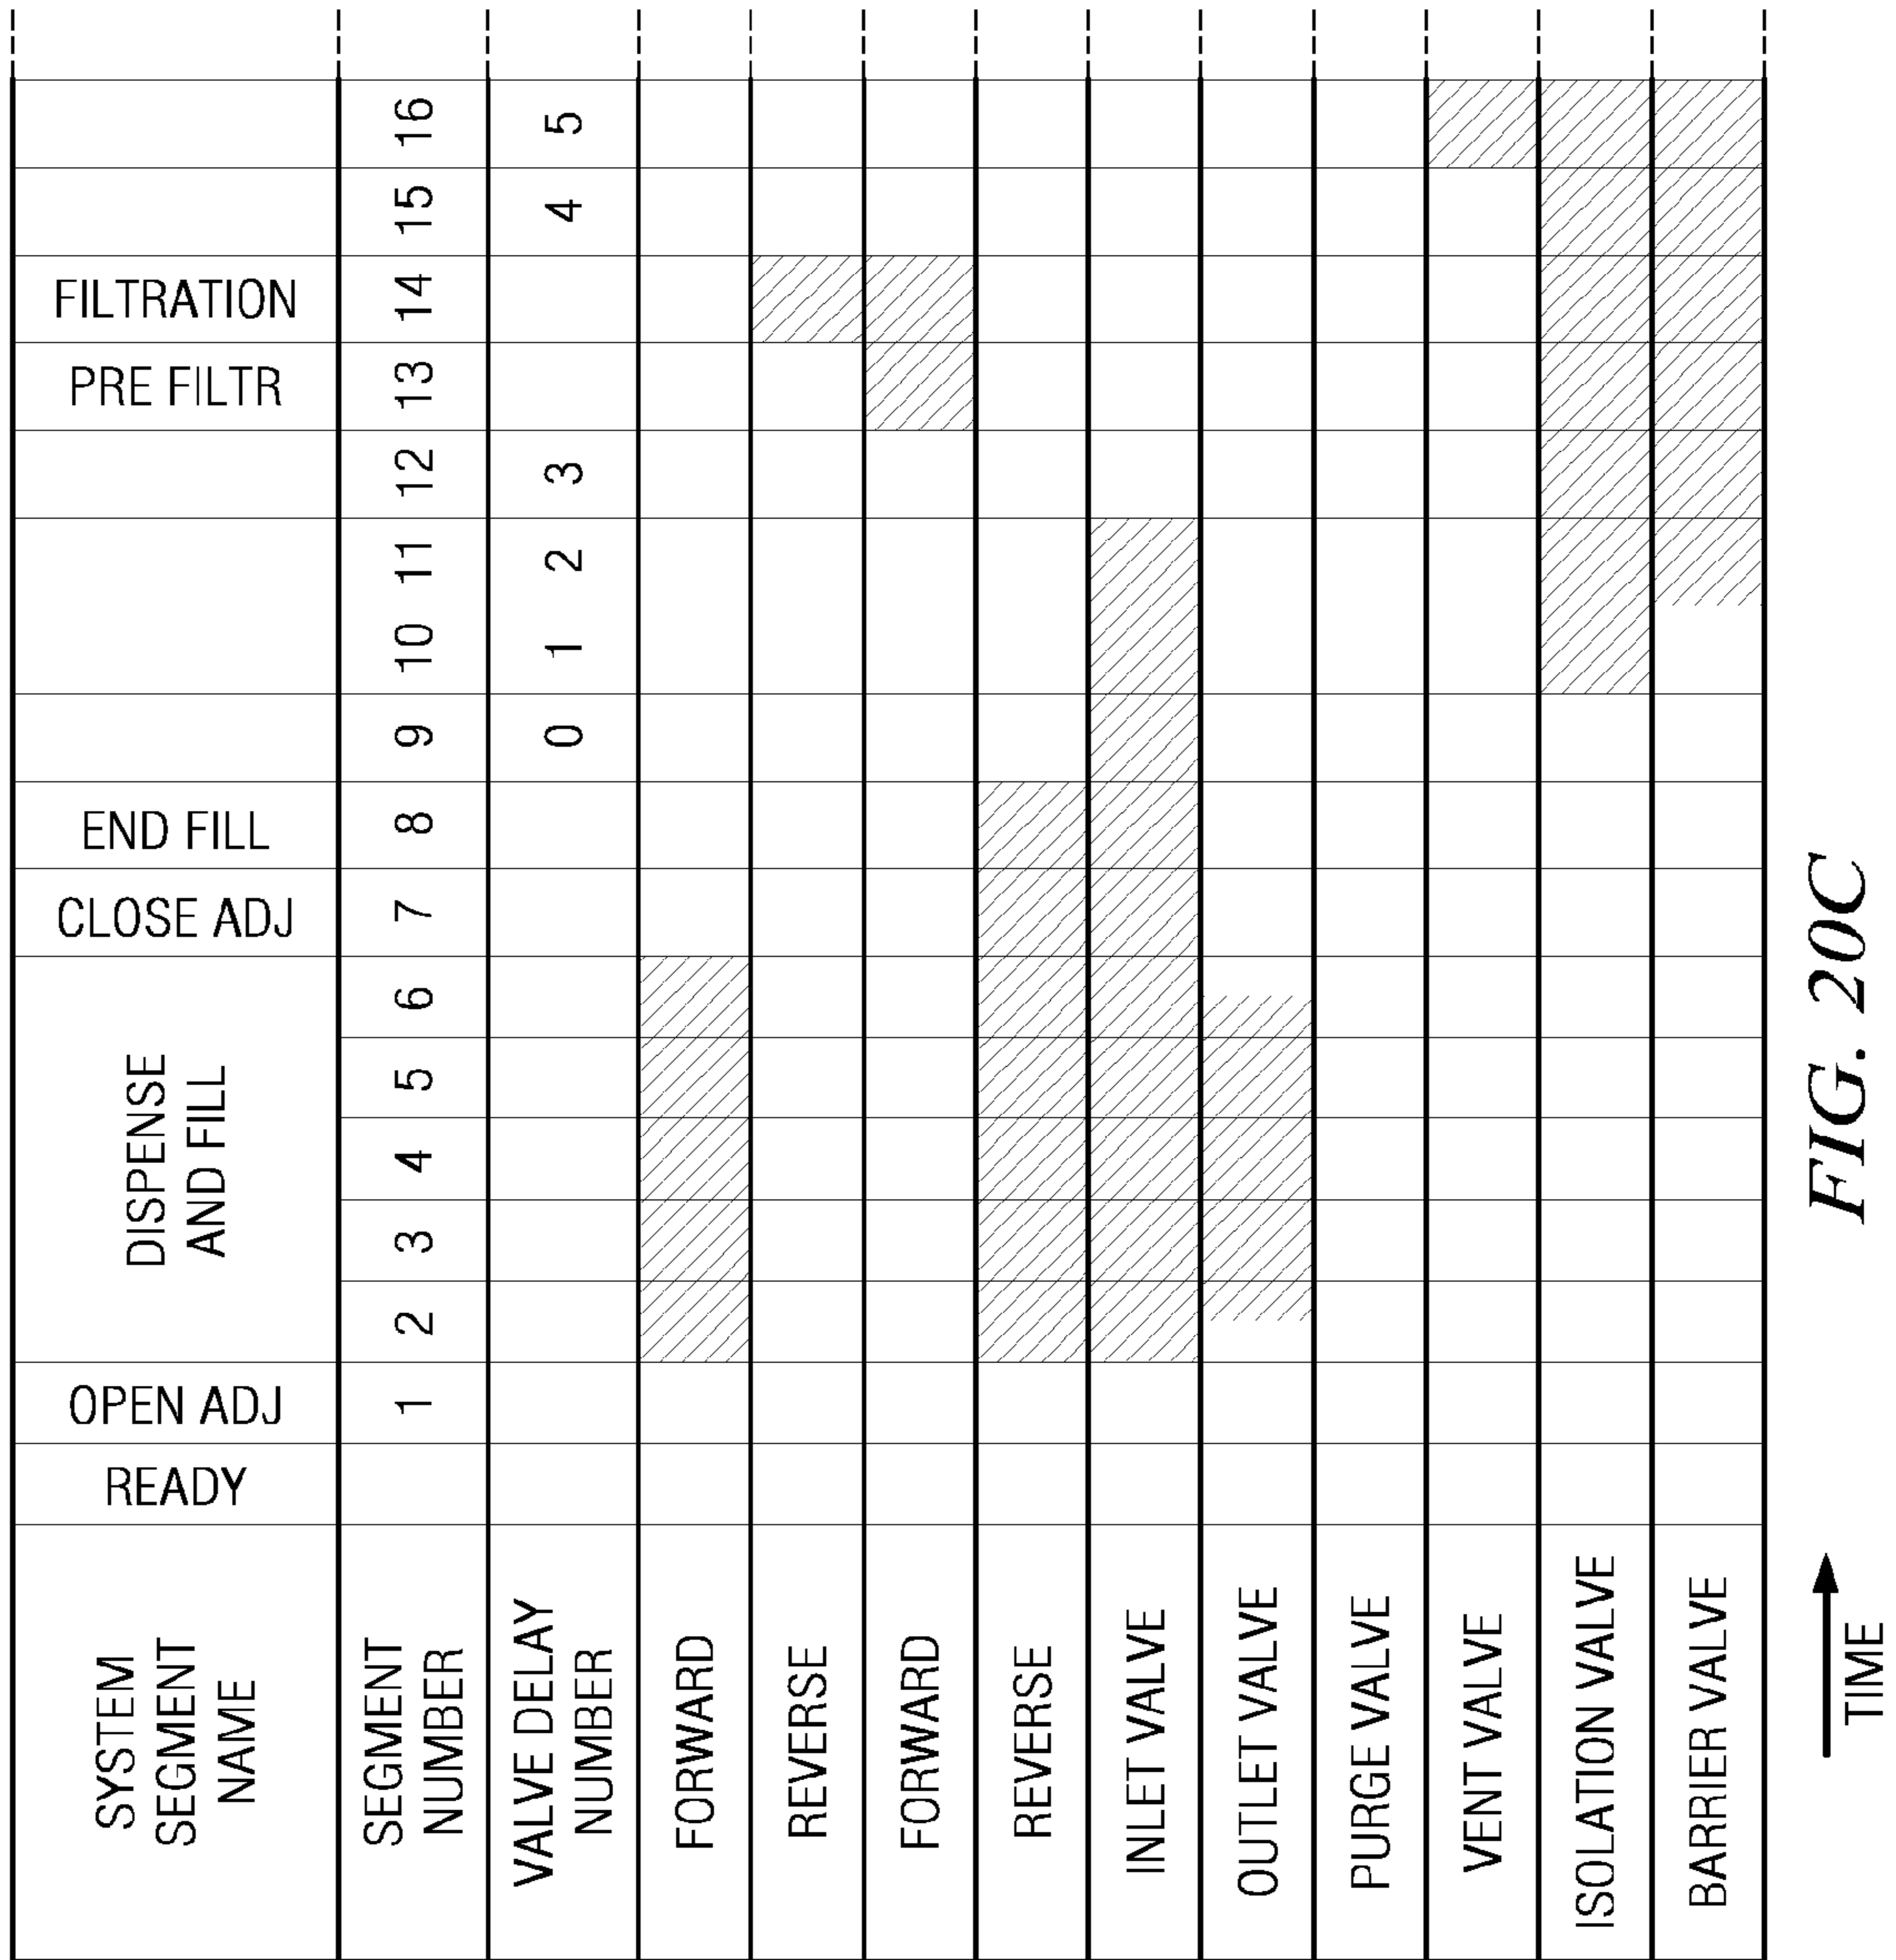 SYSTEM
SEGMENT
NAME
READY
OPEN ADJ
DISPENSE
AND FILL
CLOSE ADJ
END FILL
PRE FILTR
FILTRATION
SEGMENT
NUMBER
1 2 3 4 5 6 7 8 9 10 11 12 13 14 15 16
VALVE DELAY
NUMBER
0 1 2 3 4 5
FORWARD
REVERSE
FORWARD
REVERSE
INLET VALVE
OUTLET VALVE
PURGE VALVE
VENT VALVE
ISOLATION VALVE
BARRIER VALVE
TIME
FIG. 20C